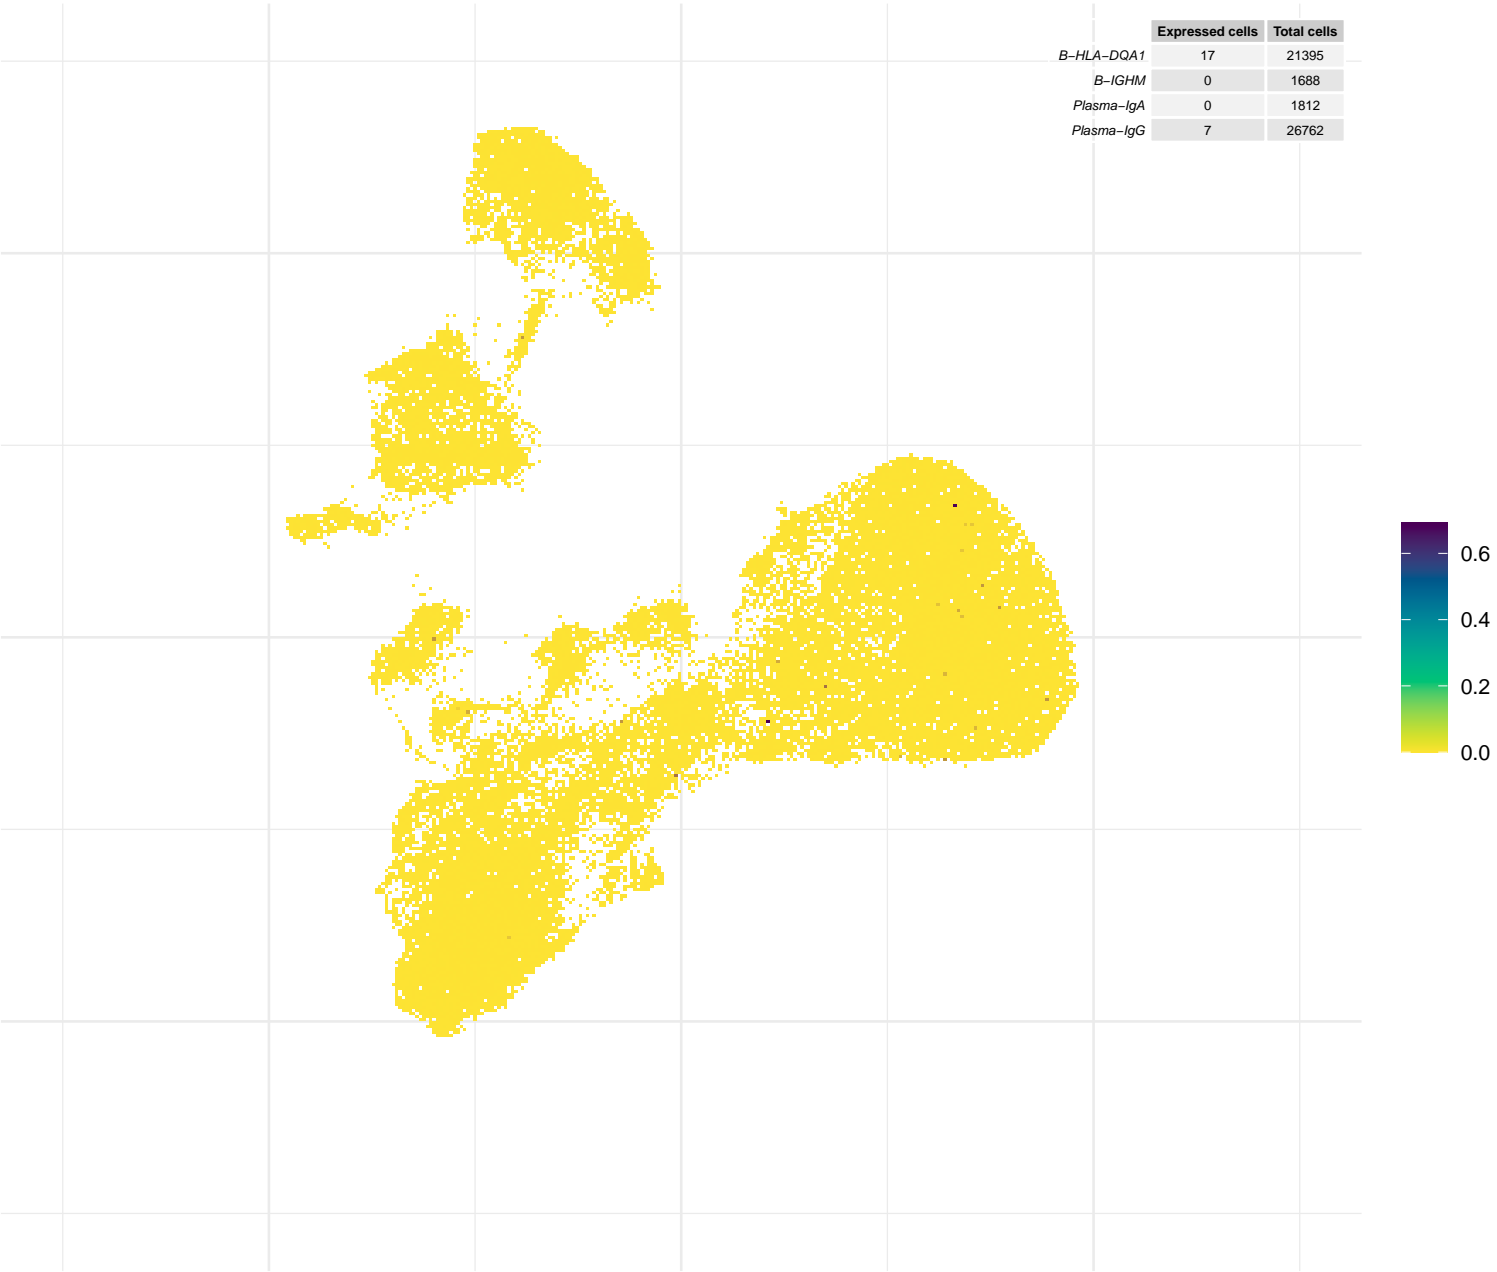 Expressed cells Total cells
B−HLA−DQA1 17 21395
B−IGHM 0 1688
Plasma−IgA 0 1812
Plasma−IgG 7 26762
0.6
0.4
0.2
0.0